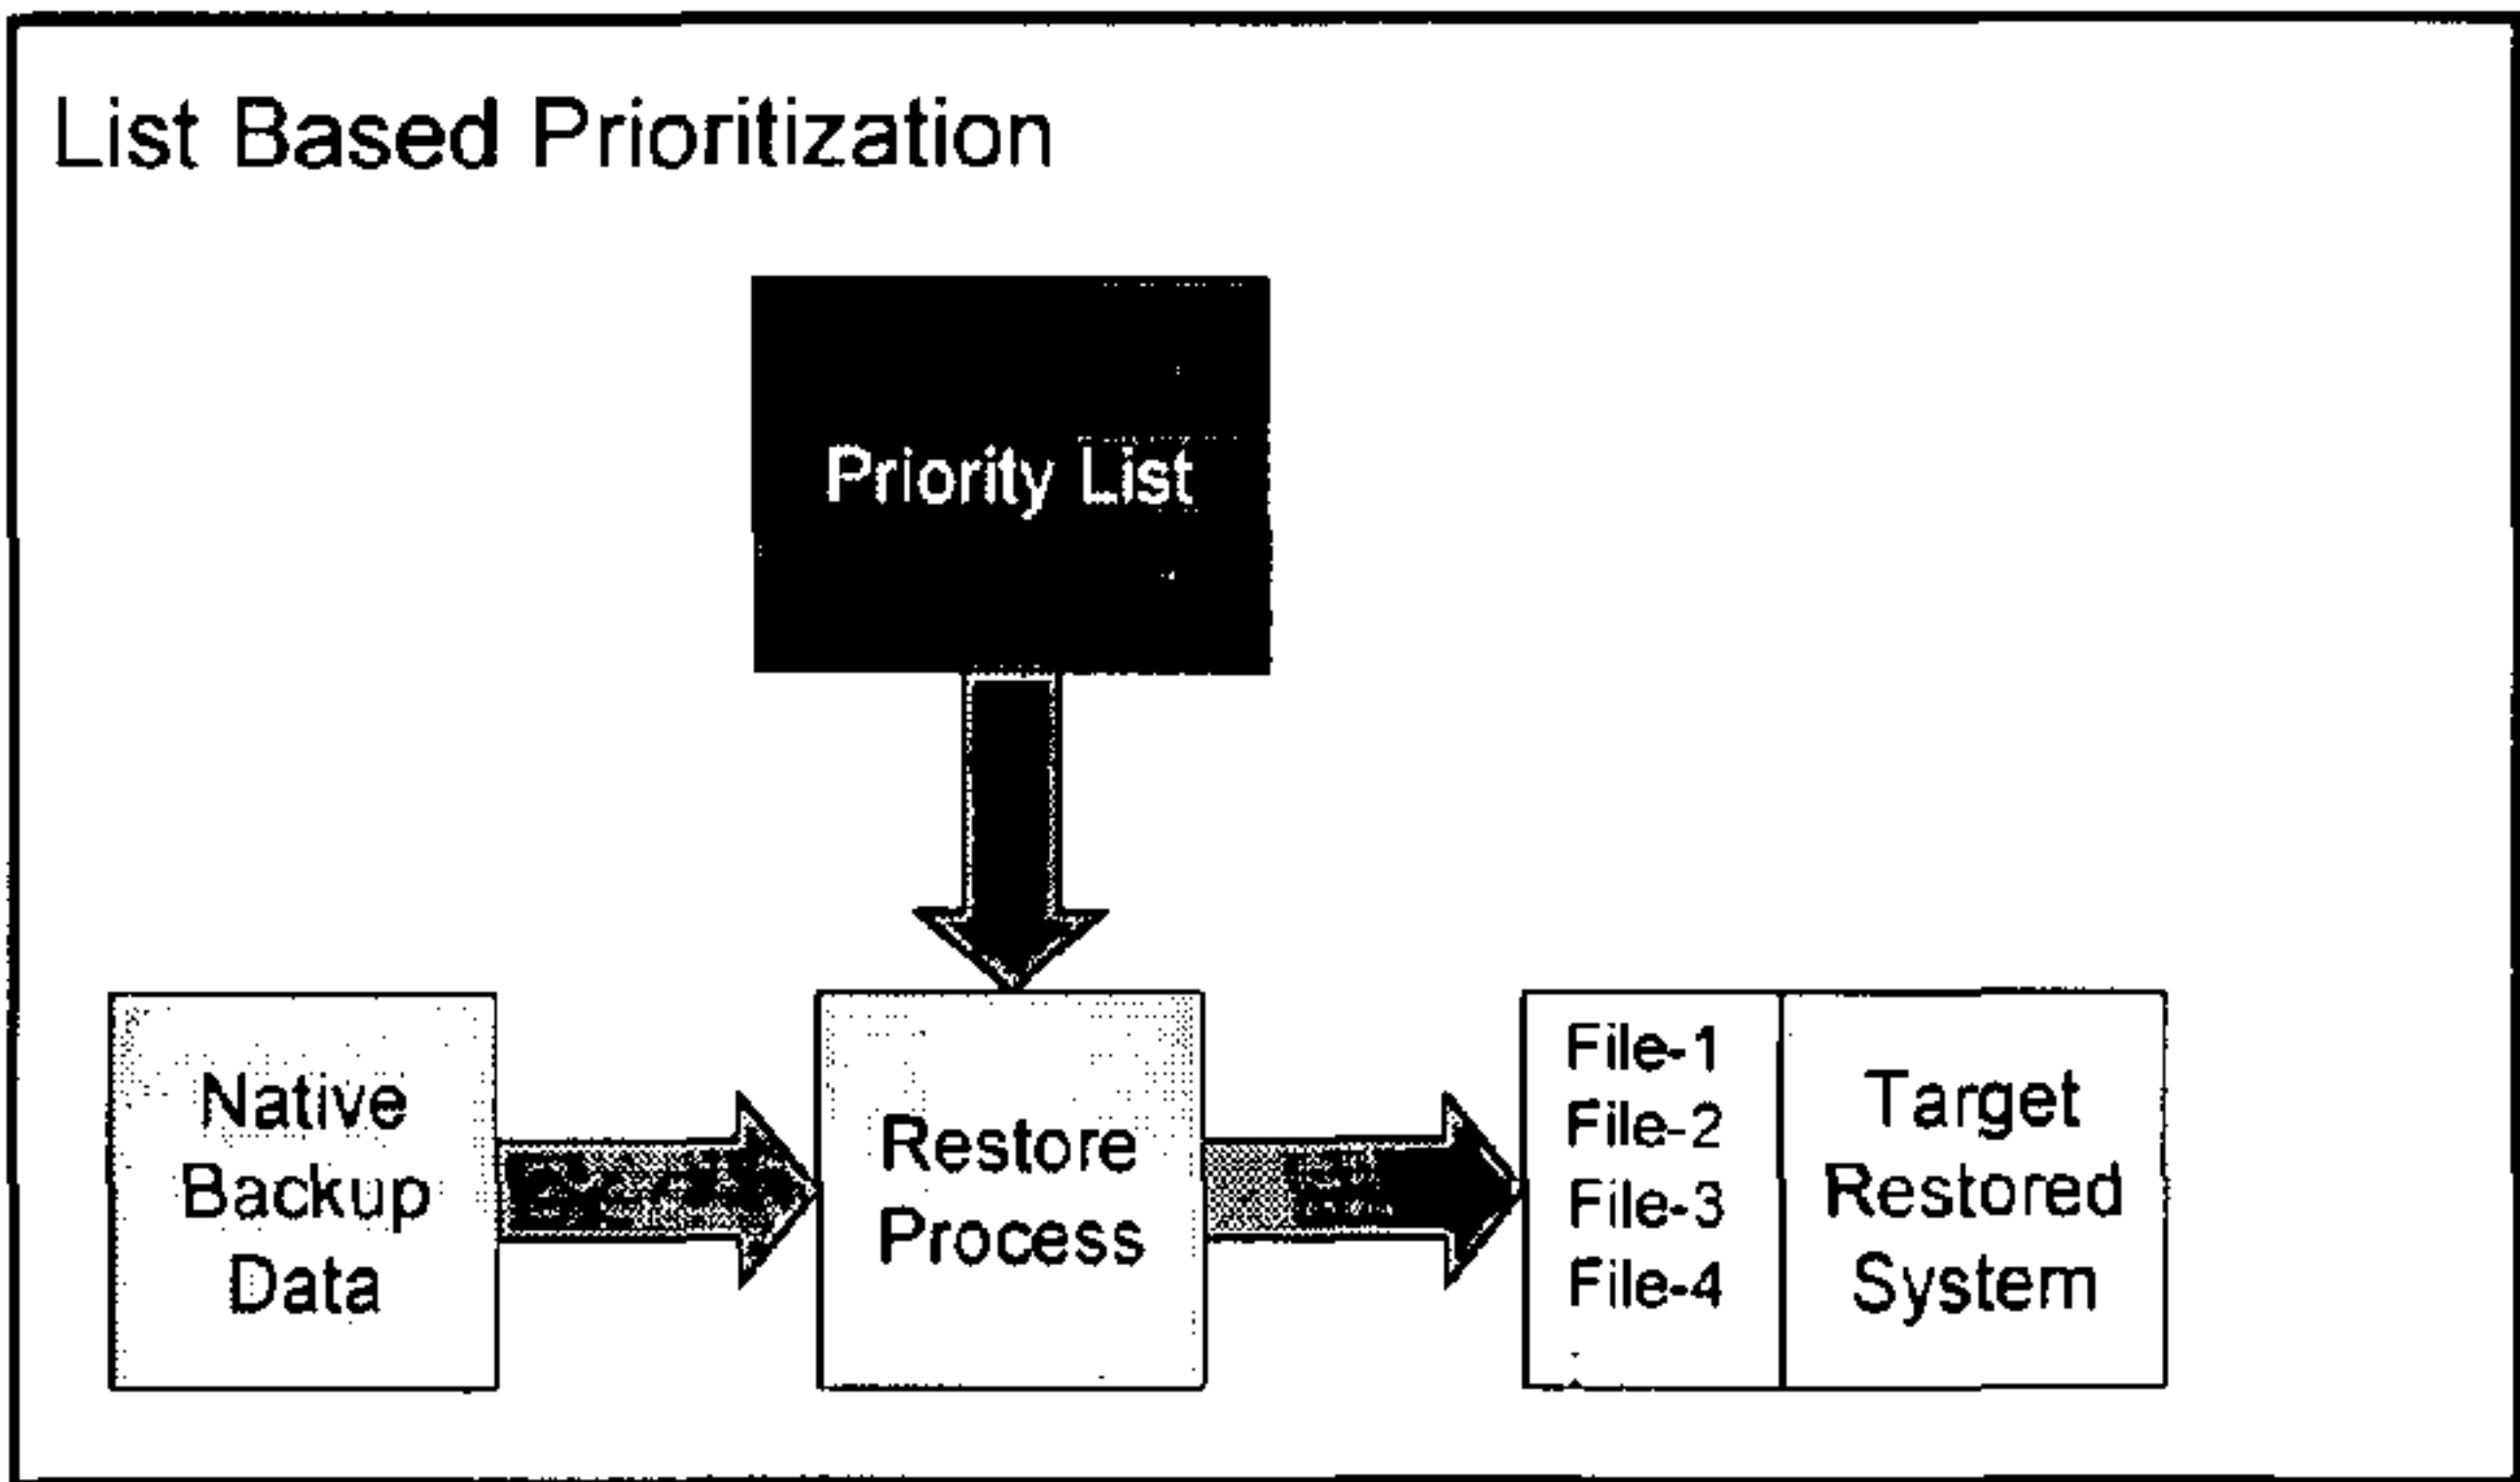 List Based Prioritization
Priority List
Native
Backup
Data
Restore
Process
File-1
File-2
File-3
File-4
Target
Restored
System